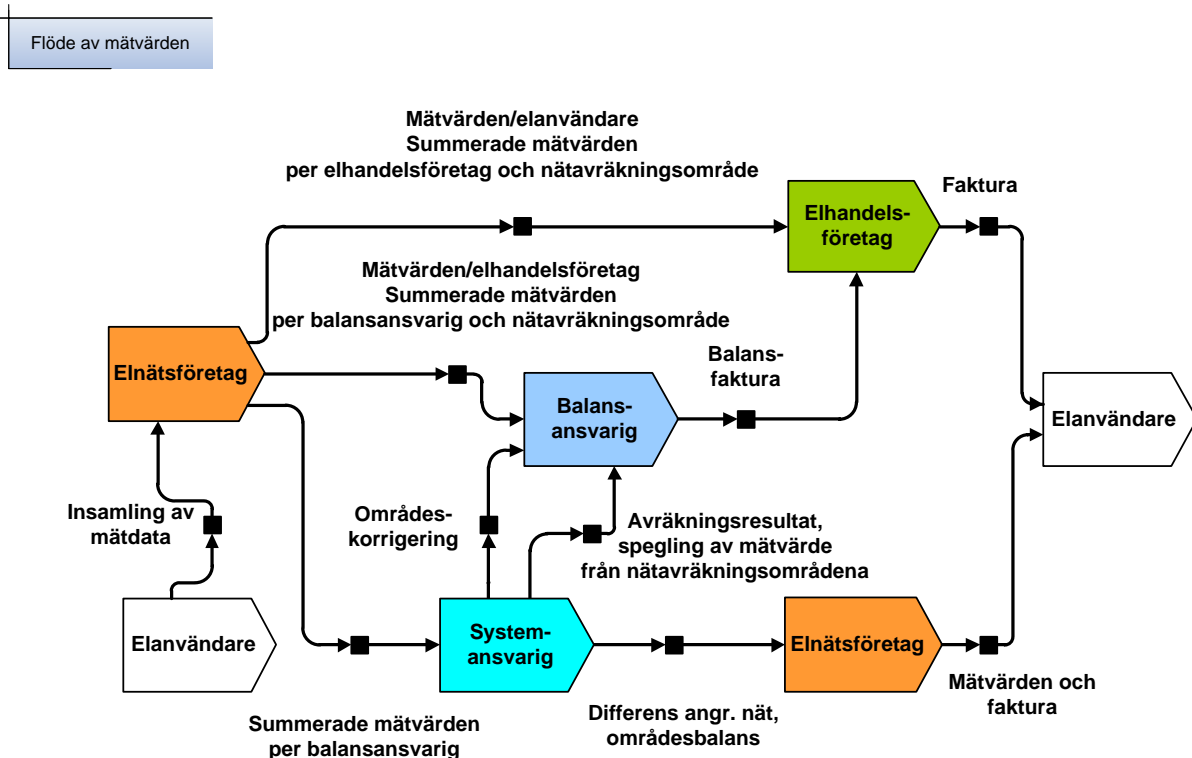 Flöde av mätvärden
Mätvärden/elanvändare
Summerade mätvärden
per elhandelsföretag och nätavräkningsområde
Faktura
Elhandels-
företag
Mätvärden/elhandelsföretag
Summerade mätvärden
per balansansvarig och nätavräkningsområde
Elnätsföretag
Balans-
faktura
Balans-
ansvarig
Elanvändare
Insamling av
mätdata
Områdes-
korrigering
Avräkningsresultat,
spegling av mätvärde
från nätavräkningsområdena
Elanvändare
System-
ansvarig
Elnätsföretag
Summerade mätvärden
per balansansvarig
Differens angr. nät,
områdesbalans
Mätvärden och
faktura